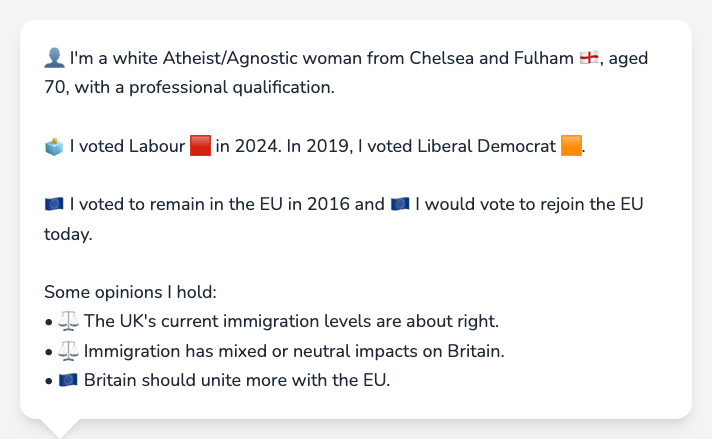 👤 I'm a white Atheist/Agnostic woman from Chelsea and Fulham 🏴󠁧󠁢󠁥󠁮󠁧󠁿, aged
70, with a professional qualification.
🗳️ I voted Labour 🟥 in 2024. In 2019, I voted Liberal Democrat 🟧.
🇪🇺 I voted to remain in the EU in 2016 and 🇪🇺 I would vote to rejoin the EU
today.
Some opinions I hold:
• ⚖️ The UK's current immigration levels are about right.
• ⚖️ Immigration has mixed or neutral impacts on Britain.
• 🇪🇺 Britain should unite more with the EU.